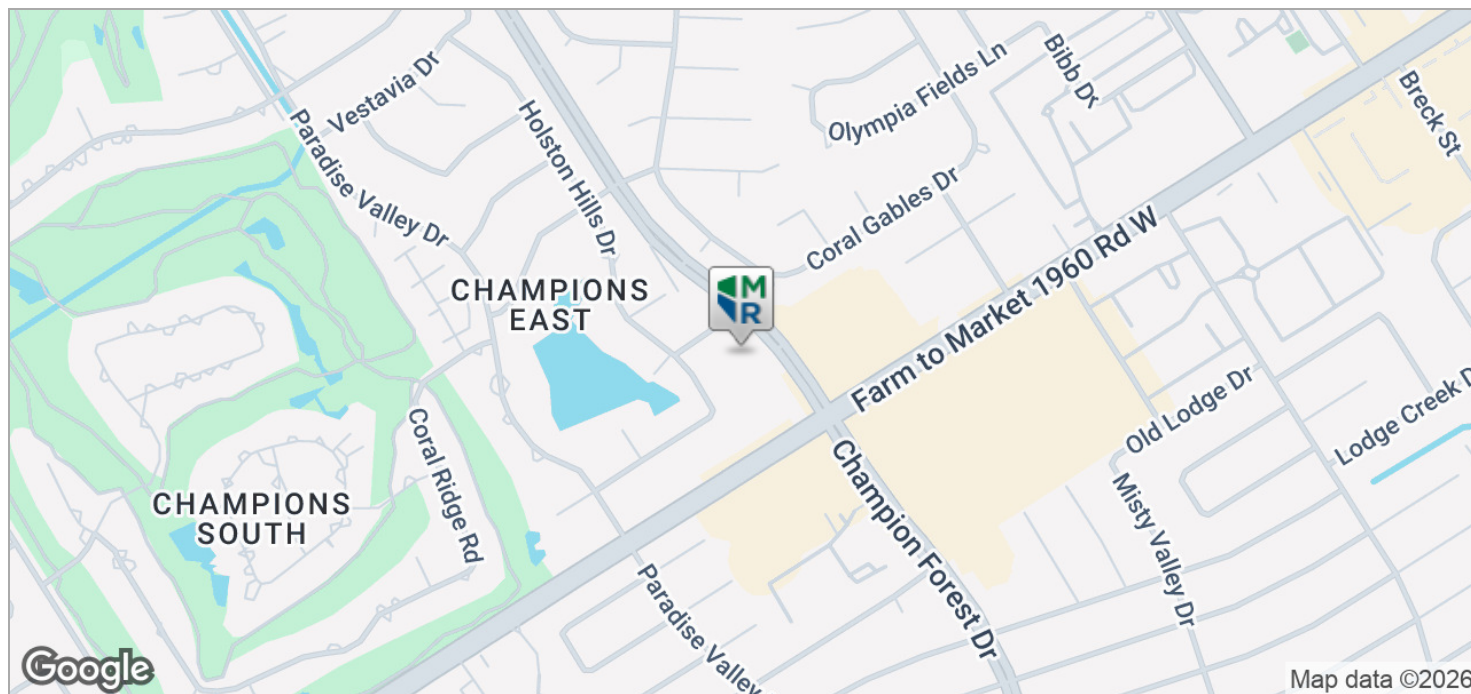 Vestavia Dr
Paradise Valley Dr
Holston Hills Dr
Olympia Fields Ln
Bibb Dr
Breck St
Coral Gables Dr
Farm to Market 1960 Rd W
CHAMPIONS
EAST
M
R
Coral Ridge Rd
CHAMPIONS
SOUTH
Champion Forest Dr
Old Lodge Dr
Lodge Creek D
Misty Valley Dr
Paradise Valley
Google
Map data ©2026